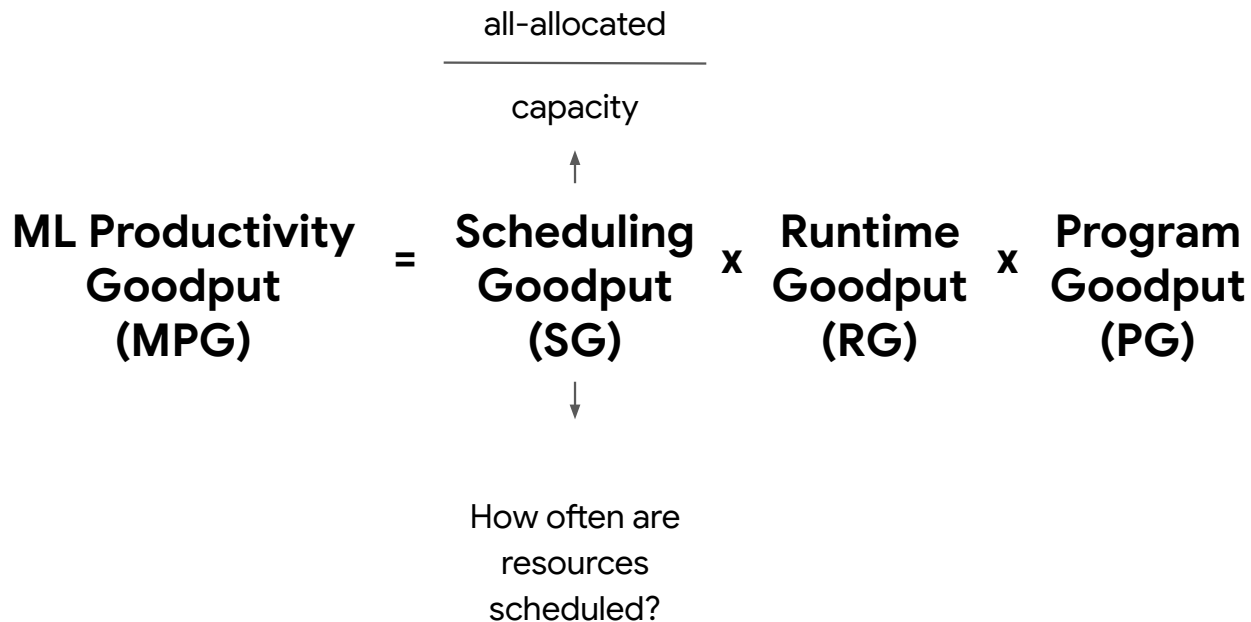 all-allocated
capacity
ML Productivity
Goodput
(MPG)
=
Scheduling
Goodput
(SG)
x
Runtime
Goodput
(RG)
x
Program
Goodput
(PG)
How often are
resources
scheduled?